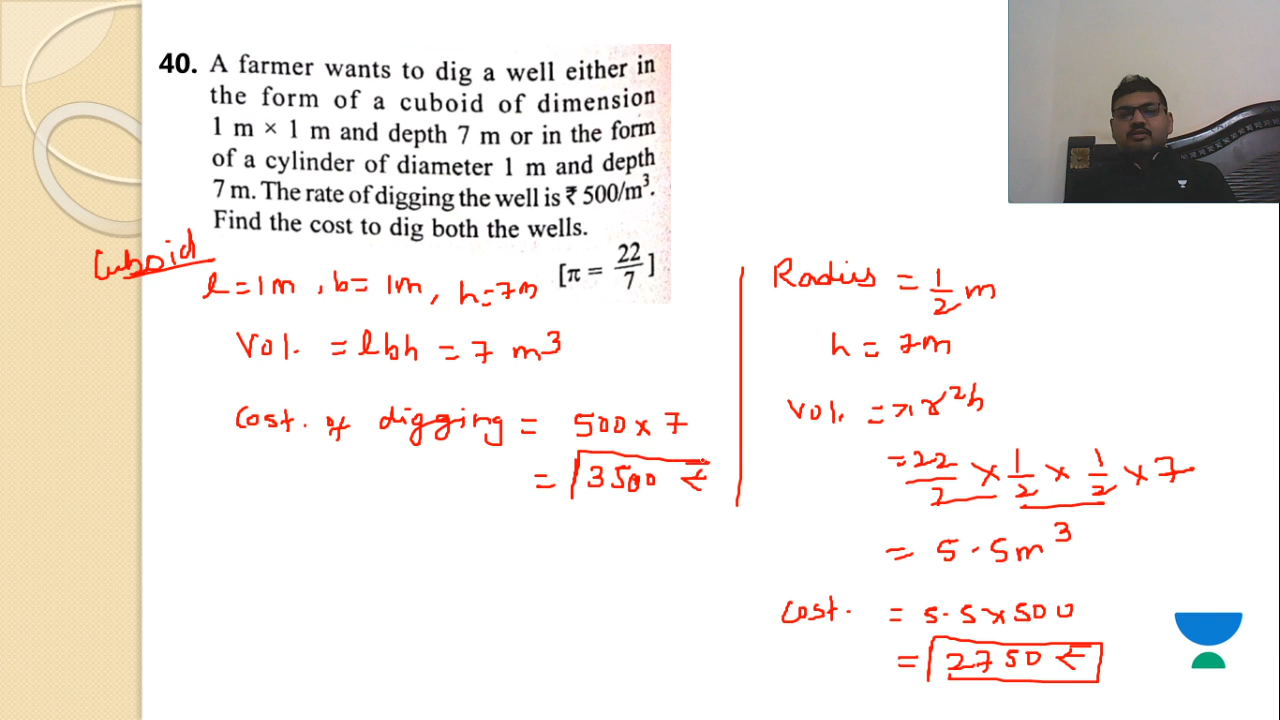 40. A farmer wants to dig a well either in
the form of a cuboid of dimension
1 m × 1 m and depth 7 m or in the form
of a cylinder of diameter 1 m and depth
7 m. The rate of digging the well is ₹ 500/m³.
Find the cost to dig both the wells.
[π = 22/7]
Cuboid
l = 1m , b = 1m , h = 7m
Vol. = lbh = 7 m³
Cost. of digging = 500 × 7
= 3500 ₹
Radius = 1/2 m
h = 7m
Vol. = πr²h
= 22/7 × 1/2 × 1/2 × 7
= 5.5m³
Cost. = 5.5 × 500
= 2750 ₹